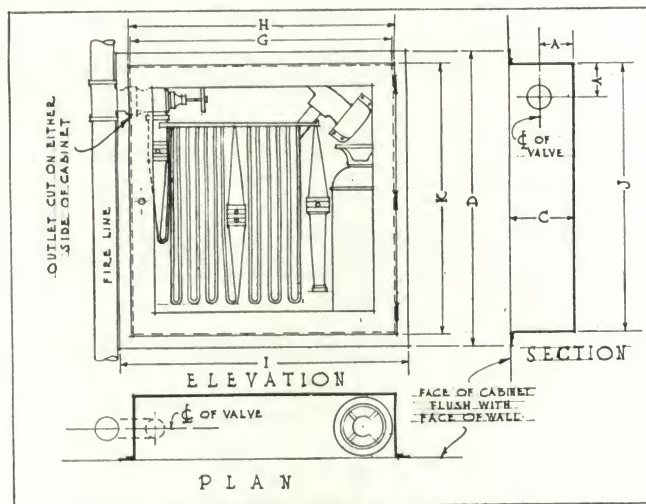 H
G
A
A
OUTLET CUT ON EITHER
SIDE OF CABINET
FIRE LINE
℄ OF
VALVE
K
D
C
J
I
ELEVATION
SECTION
℄ OF VALVE
FACE OF CABINET
FLUSH WITH
FACE OF WALL
PLAN